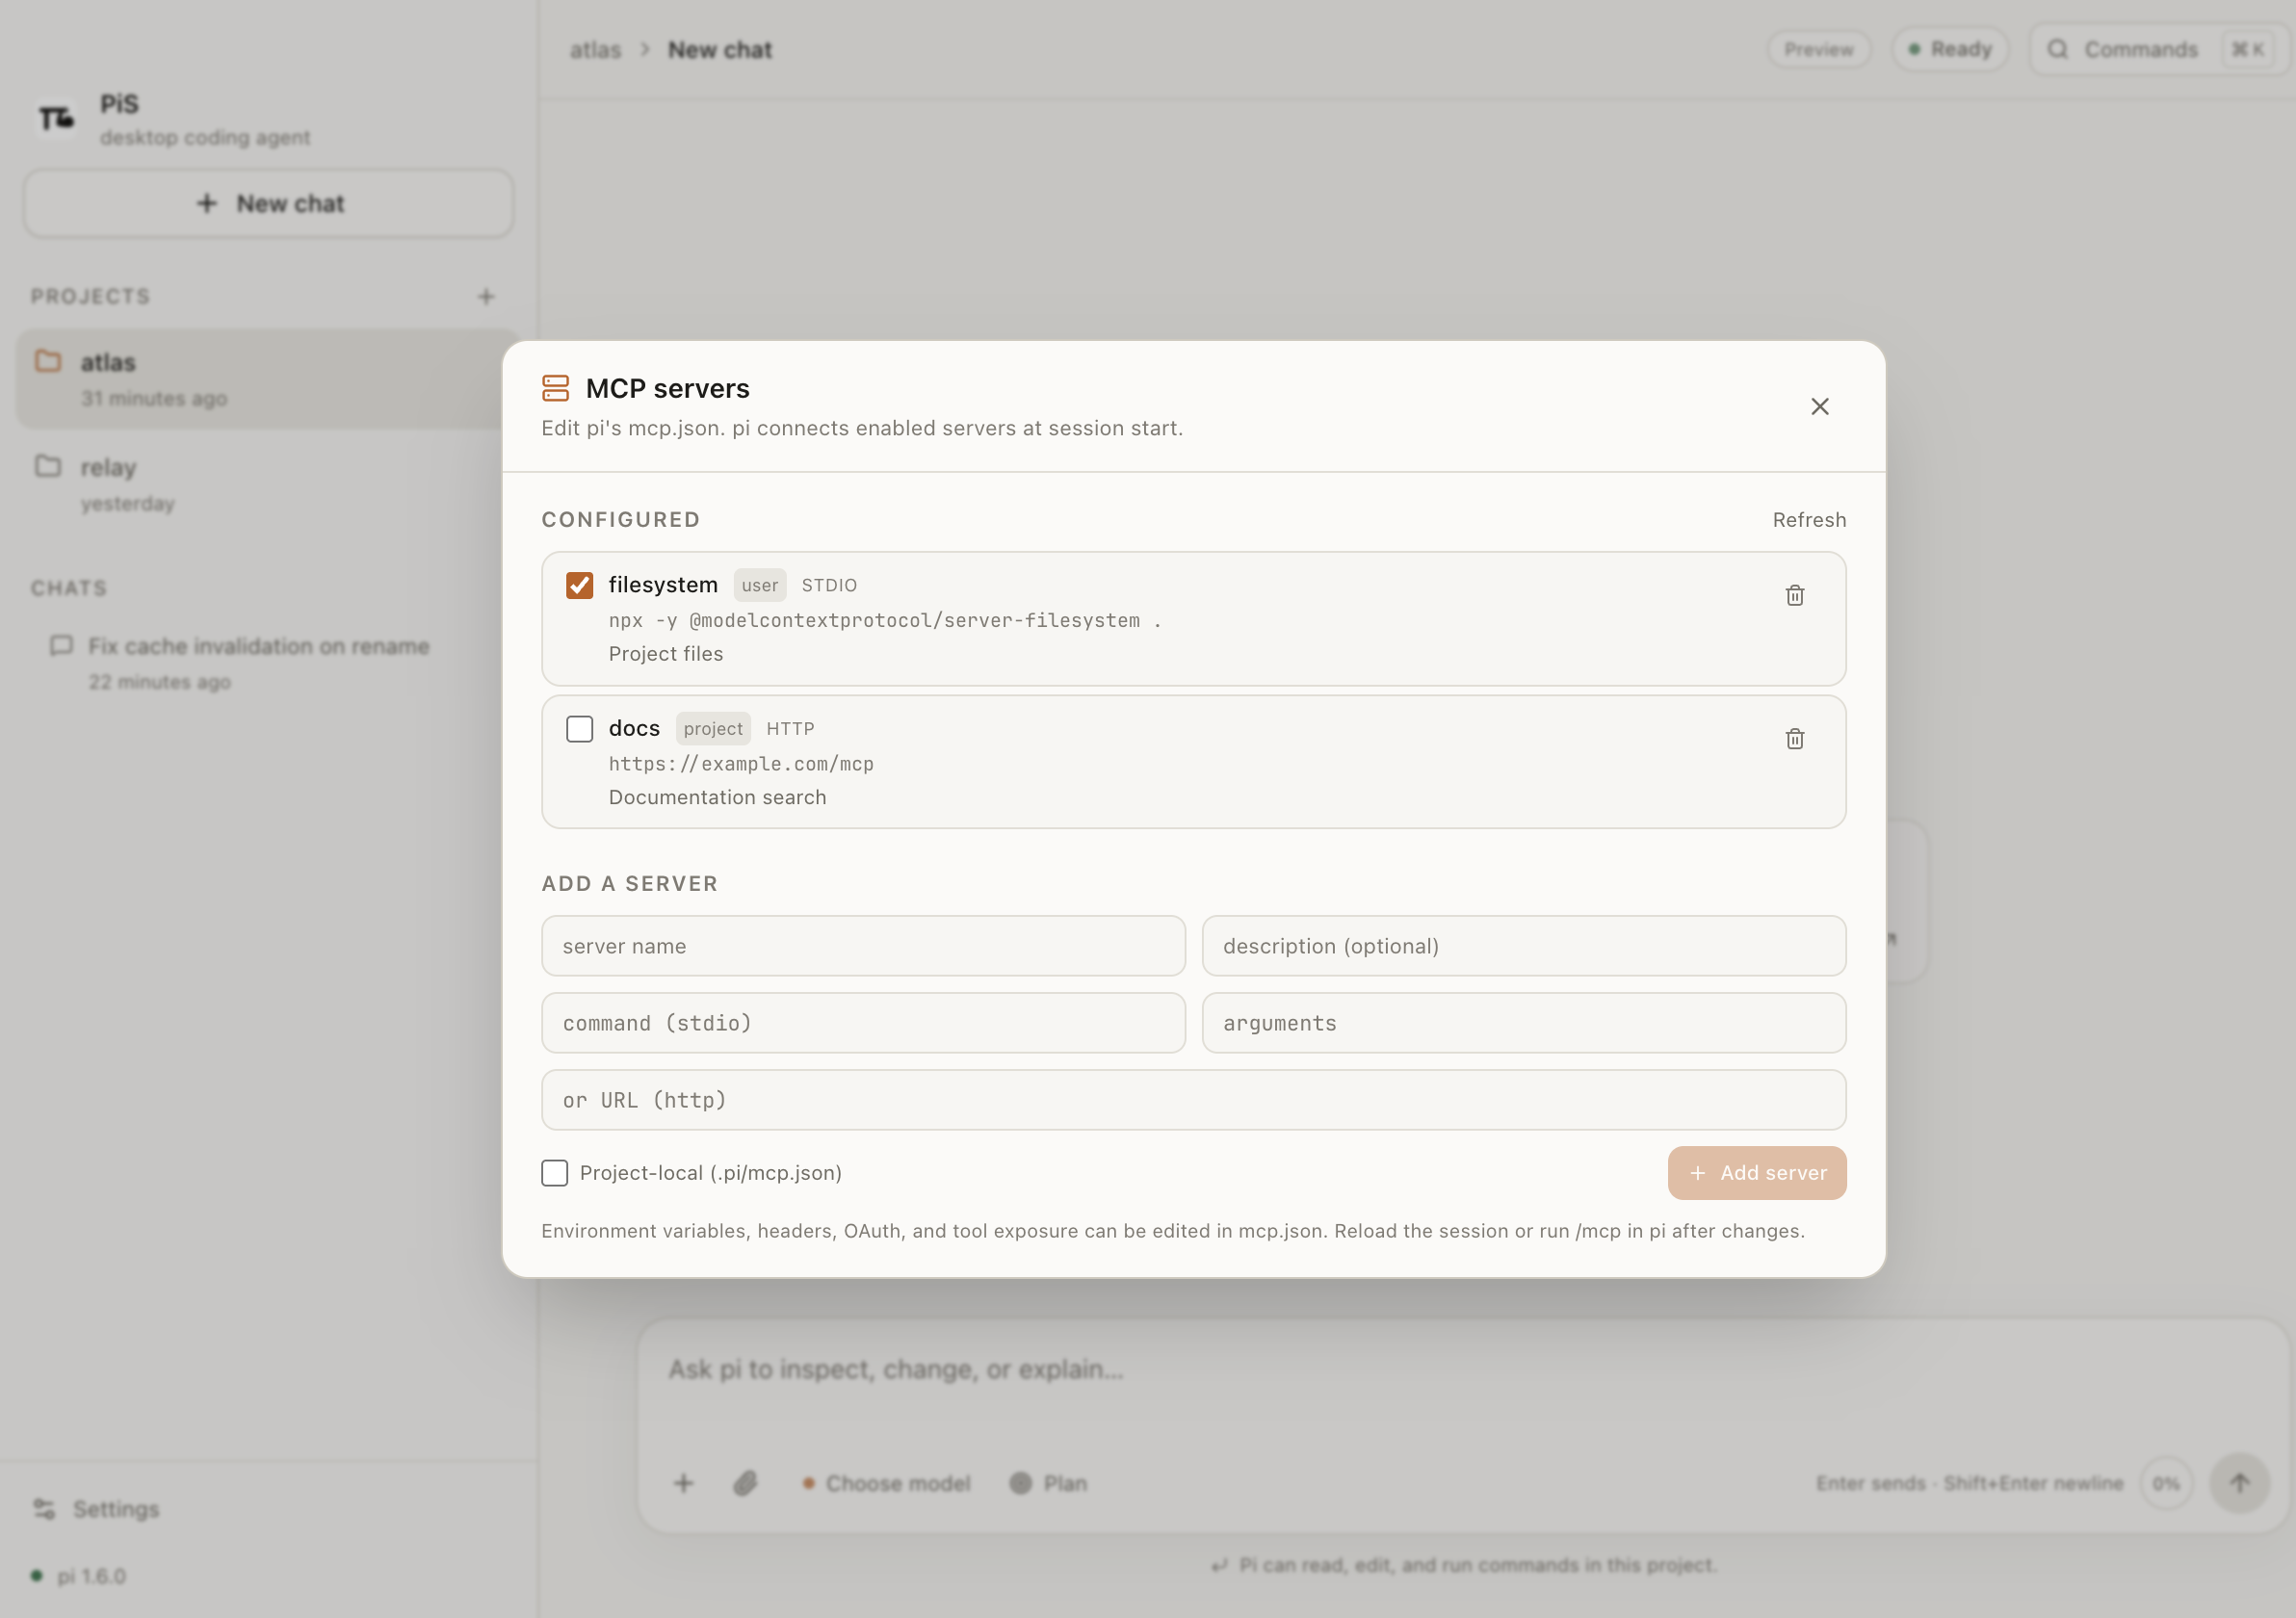 atlas > New chat
Preview
Ready
Commands ⌘K
PiS
desktop coding agent
+ New chat
PROJECTS
atlas
31 minutes ago
relay
yesterday
CHATS
Fix cache invalidation on rename
22 minutes ago
MCP servers
Edit pi's mcp.json. pi connects enabled servers at session start.
CONFIGURED
Refresh
filesystem user STDIO
npx -y @modelcontextprotocol/server-filesystem .
Project files
docs project HTTP
https://example.com/mcp
Documentation search
ADD A SERVER
server name
description (optional)
command (stdio)
arguments
or URL (http)
Project-local (.pi/mcp.json)
+ Add server
Environment variables, headers, OAuth, and tool exposure can be edited in mcp.json. Reload the session or run /mcp in pi after changes.
Ask pi to inspect, change, or explain...
Choose model
Plan
Enter sends · Shift+Enter newline
0%
Pi can read, edit, and run commands in this project.
Settings
pi 1.6.0